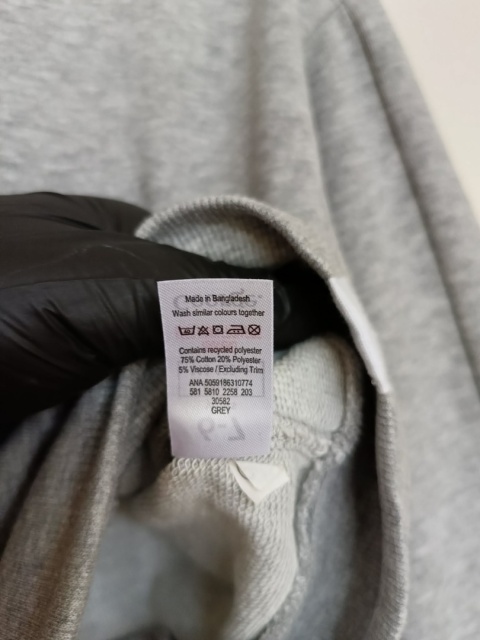 Made in Bangladesh
Wash similar colours together
Contains recycled polyester
75% Cotton 20% Polyester
5% Viscose / Excluding Trim
ANA 5059186310774
581 5810 2258 203
30582
GREY